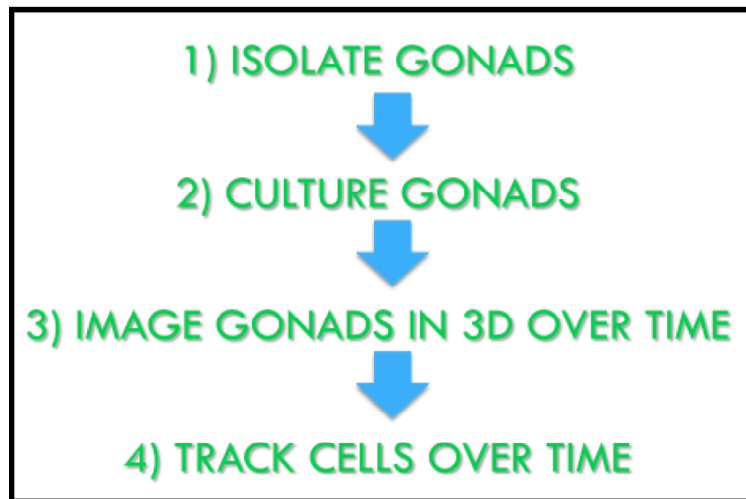 1) ISOLATE GONADS
2) CULTURE GONADS
3) IMAGE GONADS IN 3D OVER TIME
4) TRACK CELLS OVER TIME